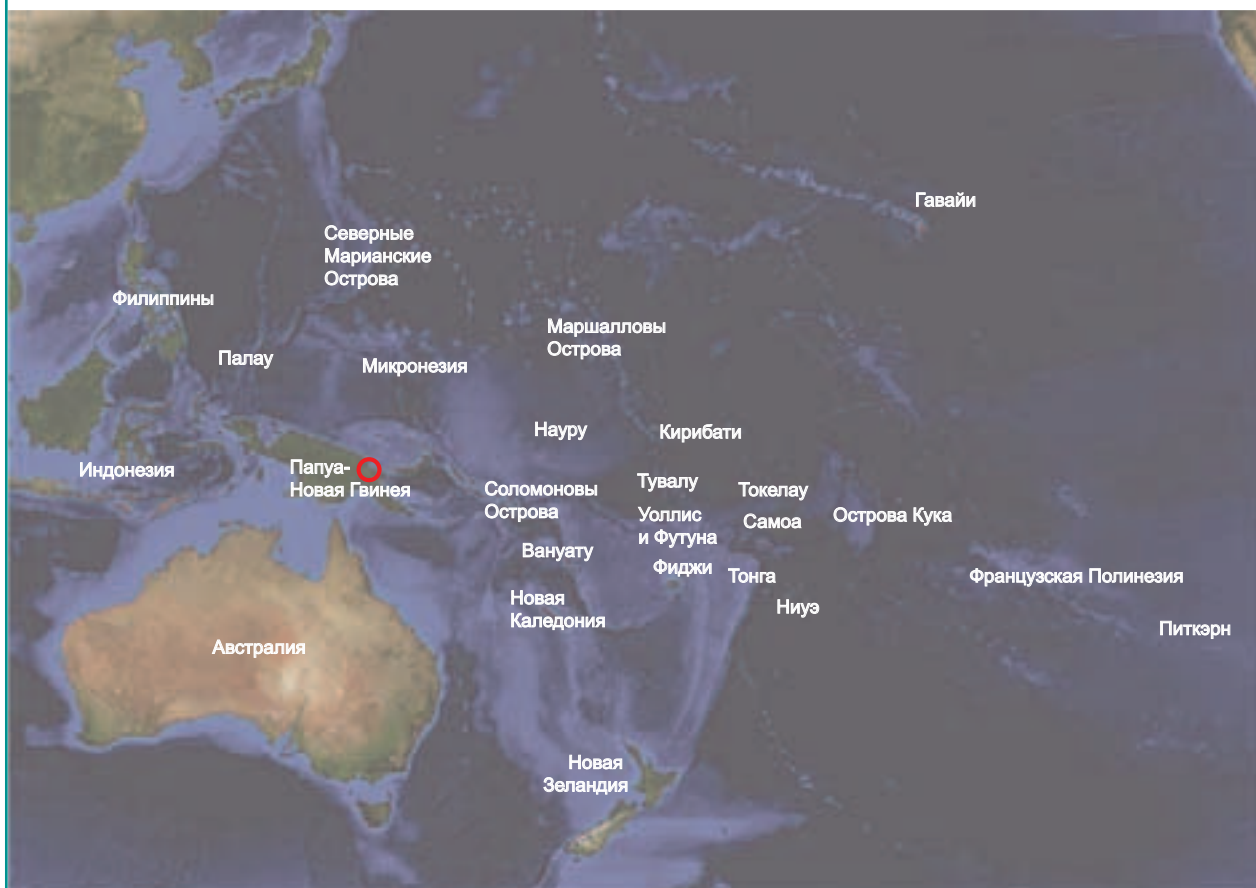 Гавайи
Северные
Марианские
Острова
Филиппины
Маршалловы
Острова
Палау
Микронезия
Науру
Кирибати
Индонезия
Папуа-
Новая Гвинея
Соломоновы
Острова
Тувалу
Токелау
Уоллис
и Футуна
Самоа
Острова Кука
Вануату
Фиджи
Тонга
Французская Полинезия
Новая
Каледония
Ниуэ
Питкэрн
Австралия
Новая
Зеландия